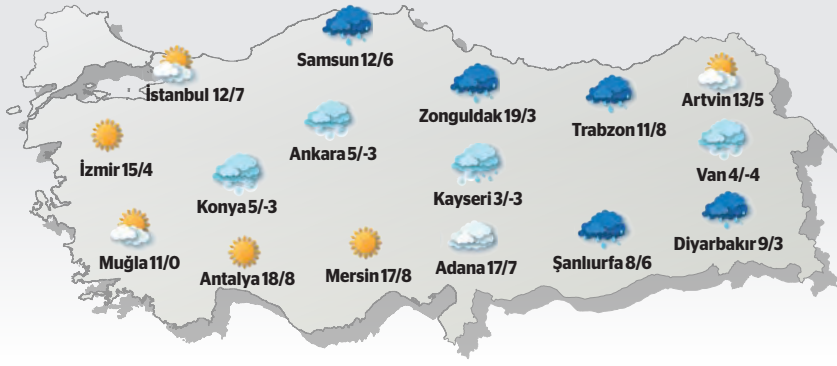 Samsun 12/6
İstanbul 12/7
Zonguldak 19/3
Trabzon 11/8
Artvin 13/5
İzmir 15/4
Ankara 5/-3
Konya 5/-3
Kayseri 3/-3
Van 4/-4
Muğla 11/0
Antalya 18/8
Mersin 17/8
Adana 17/7
Şanlıurfa 8/6
Diyarbakır 9/3